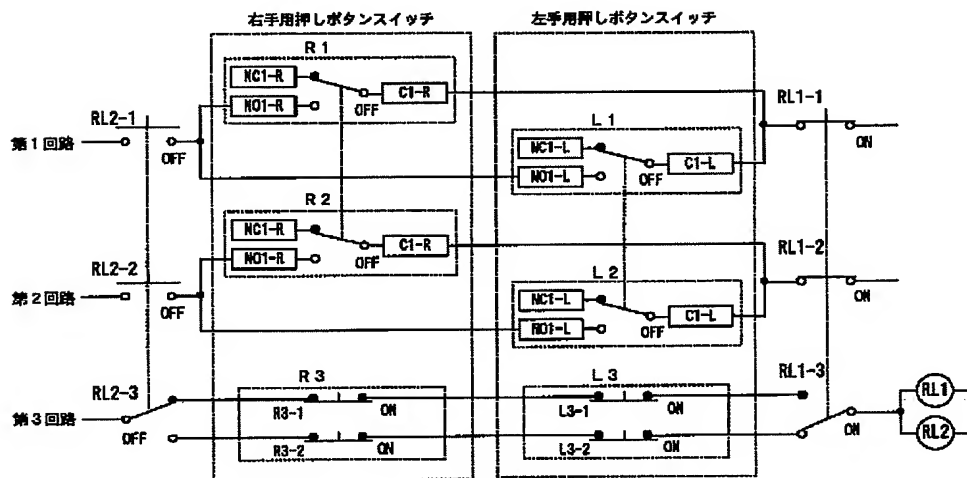 右手用押しボタンスイッチ
左手用押しボタンスイッチ
R1
NC1-R
NO1-R
OFF
C1-R
RL2-1
第1回路
OFF
RL1-1
ON
L1
NC1-L
NO1-L
OFF
C1-L
R2
NC1-R
NO1-R
OFF
C1-R
RL2-2
第2回路
OFF
RL1-2
ON
L2
NC1-L
NO1-L
OFF
C1-L
RL2-3
第3回路
OFF
R3
R3-1
ON
R3-2
ON
L3
L3-1
ON
L3-2
ON
RL1-3
ON
RL1
RL2